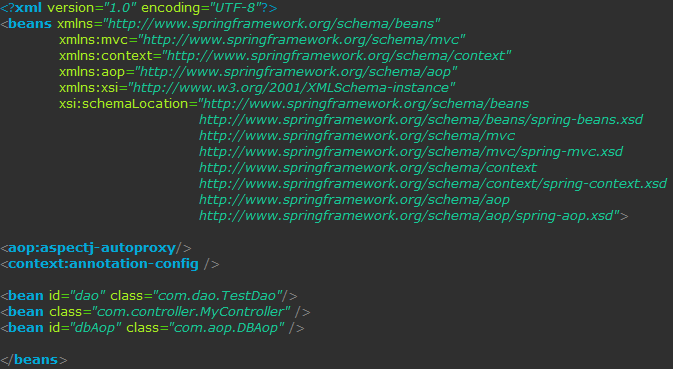 <?xml version="1.0" encoding="UTF-8"?>
<beans xmlns="http://www.springframework.org/schema/beans"
xmlns:mvc="http://www.springframework.org/schema/mvc"
xmlns:context="http://www.springframework.org/schema/context"
xmlns:aop="http://www.springframework.org/schema/aop"
xmlns:xsi="http://www.w3.org/2001/XMLSchema-instance"
xsi:schemaLocation="http://www.springframework.org/schema/beans
http://www.springframework.org/schema/beans/spring-beans.xsd
http://www.springframework.org/schema/mvc
http://www.springframework.org/schema/mvc/spring-mvc.xsd
http://www.springframework.org/schema/context
http://www.springframework.org/schema/context/spring-context.xsd
http://www.springframework.org/schema/aop
http://www.springframework.org/schema/aop/spring-aop.xsd">
<aop:aspectj-autoproxy/>
<context:annotation-config />
<bean id="dao" class="com.dao.TestDao"/>
<bean class="com.controller.MyController" />
<bean id="dbAop" class="com.aop.DBAop" />
</beans>